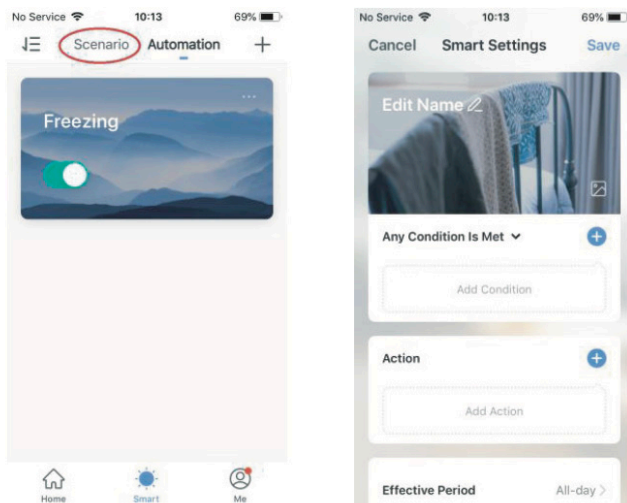 No Service 10:13 69%
Scenario Automation
Freezing
Home Smart Me
No Service 10:13 69%
Cancel Smart Settings Save
Edit Name
Any Condition Is Met
Add Condition
Action
Add Action
Effective Period All-day